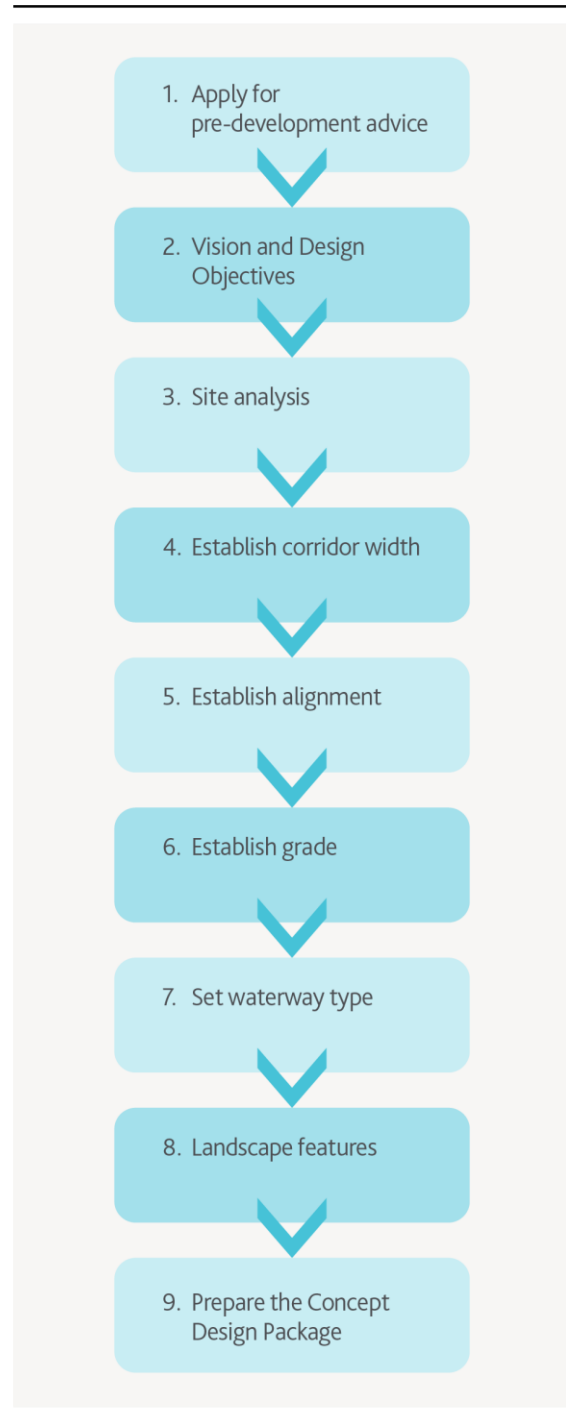 1. Apply for
pre-development advice
2. Vision and Design
Objectives
3. Site analysis
4. Establish corridor width
5. Establish alignment
6. Establish grade
7. Set waterway type
8. Landscape features
9. Prepare the Concept
Design Package